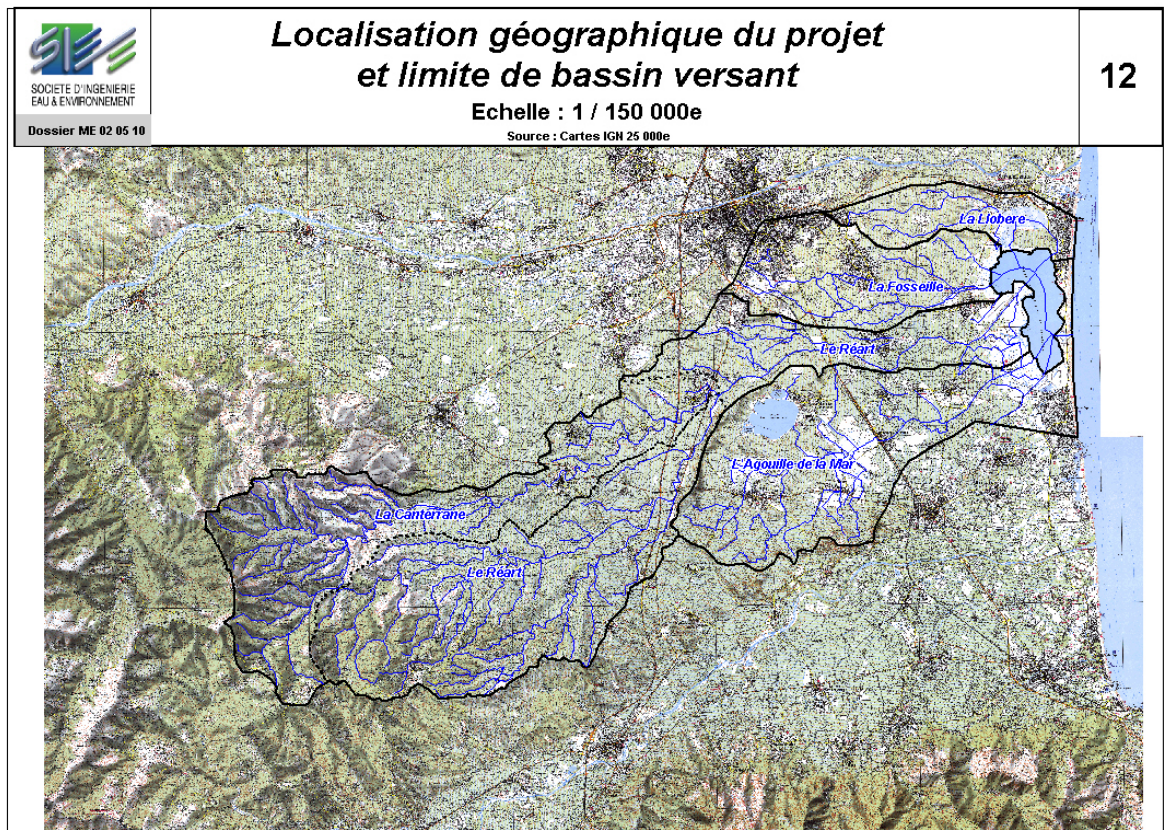 SIEE
SOCIETE D'INGENIERIE
EAU & ENVIRONNEMENT
Dossier ME 02 05 10
Localisation géographique du projet
et limite de bassin versant
Echelle : 1 / 150 000e
Source : Cartes IGN 25 000e
12
La Llobere
La Fosseille
Le Réart
L'Agouille de la Mar
La Canterrane
Le Réart